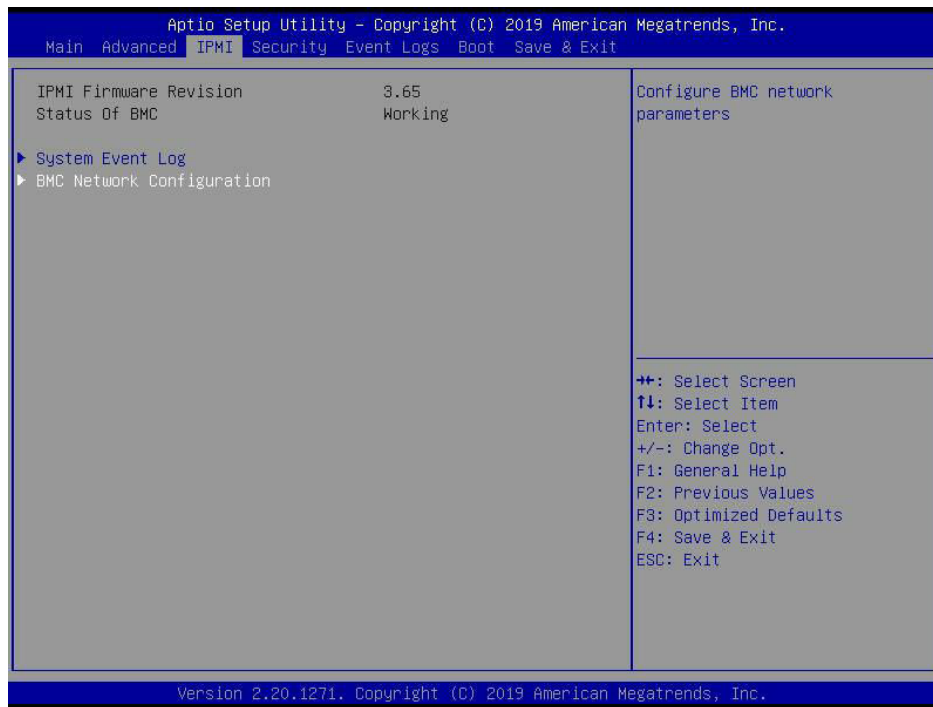 Aptio Setup Utility – Copyright (C) 2019 American Megatrends, Inc.
Main Advanced IPMI Security Event Logs Boot Save & Exit
IPMI Firmware Revision 3.65
Status Of BMC Working
System Event Log
BMC Network Configuration
Configure BMC network
parameters
→←: Select Screen
↑↓: Select Item
Enter: Select
+/-: Change Opt.
F1: General Help
F2: Previous Values
F3: Optimized Defaults
F4: Save & Exit
ESC: Exit
Version 2.20.1271. Copyright (C) 2019 American Megatrends, Inc.